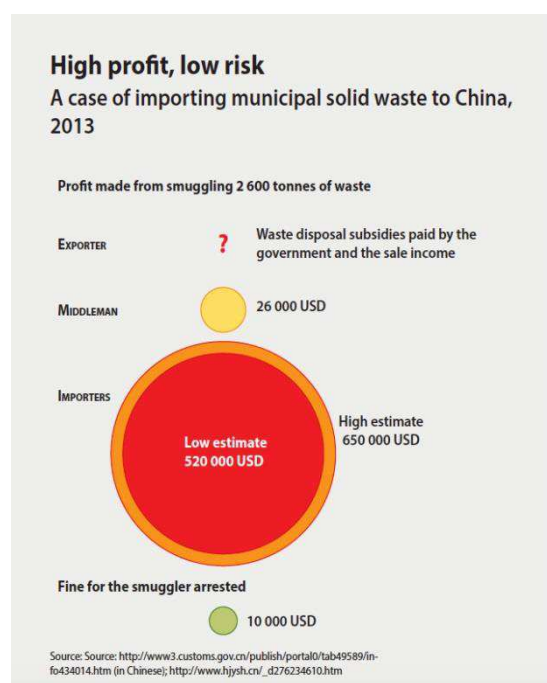 High profit, low risk
A case of importing municipal solid waste to China,
2013
Profit made from smuggling 2 600 tonnes of waste
EXPORTER
?
Waste disposal subsidies paid by the
government and the sale income
MIDDLEMAN
26 000 USD
IMPORTERS
High estimate
650 000 USD
Low estimate
520 000 USD
Fine for the smuggler arrested
10 000 USD
Source: Source: http://www3.customs.gov.cn/publish/portal0/tab49589/in-
fo434014.htm (in Chinese); http://www.hjysh.cn/_d276234610.htm